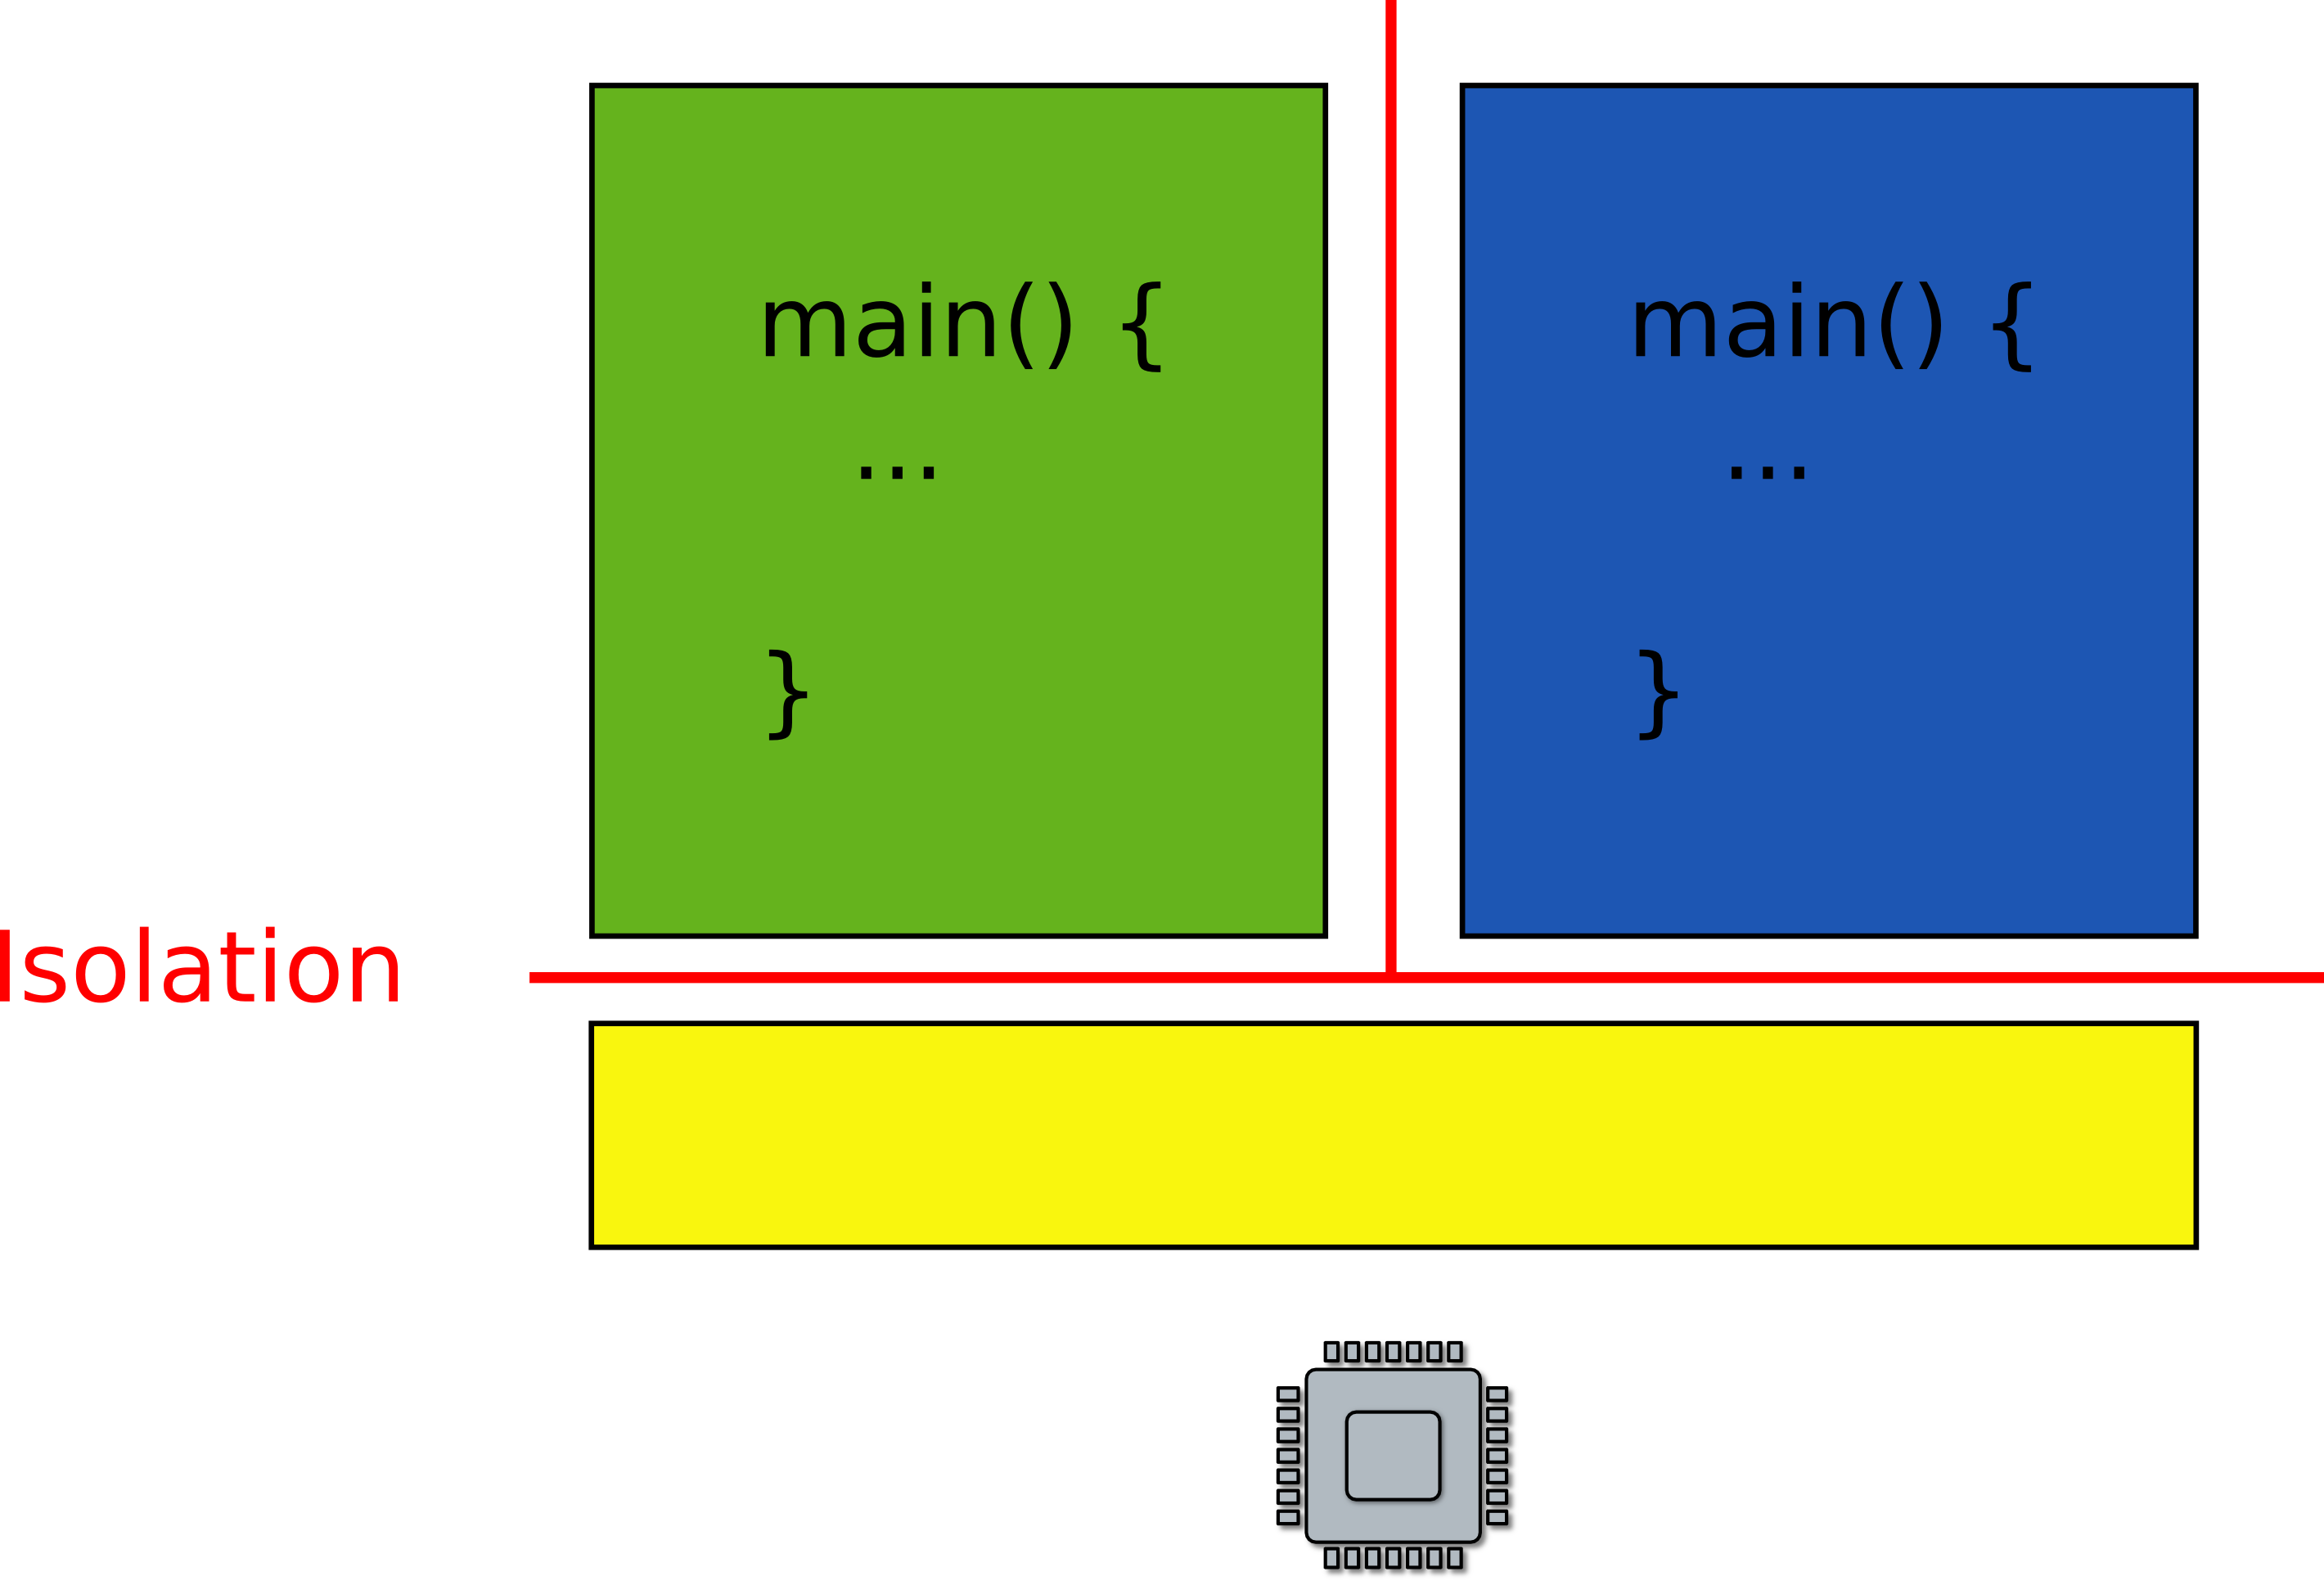 main() {
...
}
main() {
...
}
Isolation